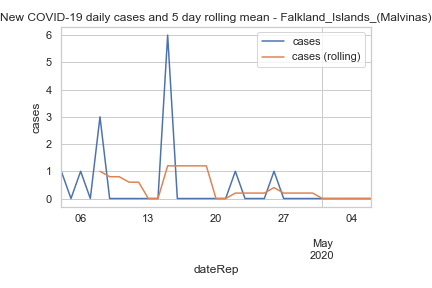 New COVID-19 daily cases and 5 day rolling mean - Falkland_Islands_(Malvinas)
cases
cases (rolling)
6
5
4
3
2
1
0
cases
06 13 20 27 04
May
2020
dateRep